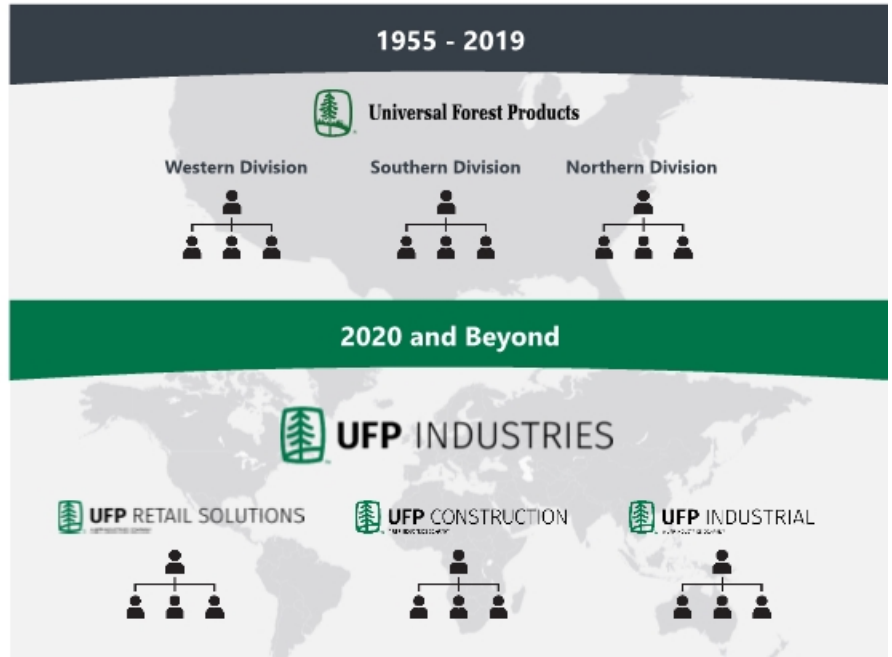 1955 - 2019
Universal Forest Products
Western Division Southern Division Northern Division
2020 and Beyond
UFP INDUSTRIES
UFP RETAIL SOLUTIONS UFP CONSTRUCTION UFP INDUSTRIAL